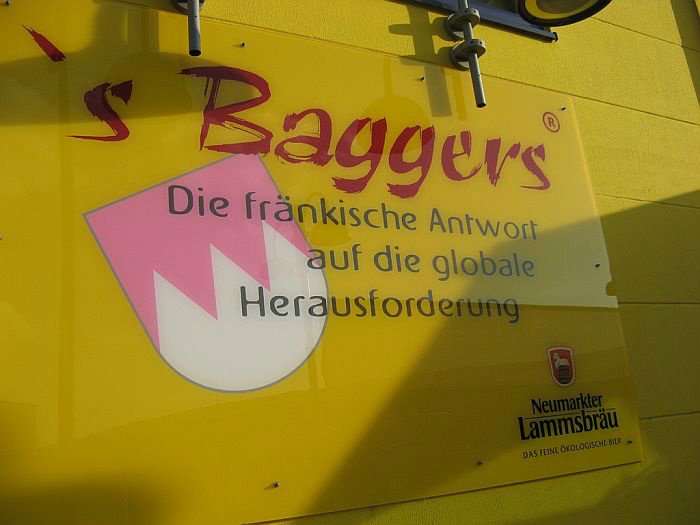 's Baggers®
Die fränkische Antwort
auf die globale
Herausforderung
Neumarkter
Lammsbräu
DAS FEINE ÖKOLOGISCHE BIER